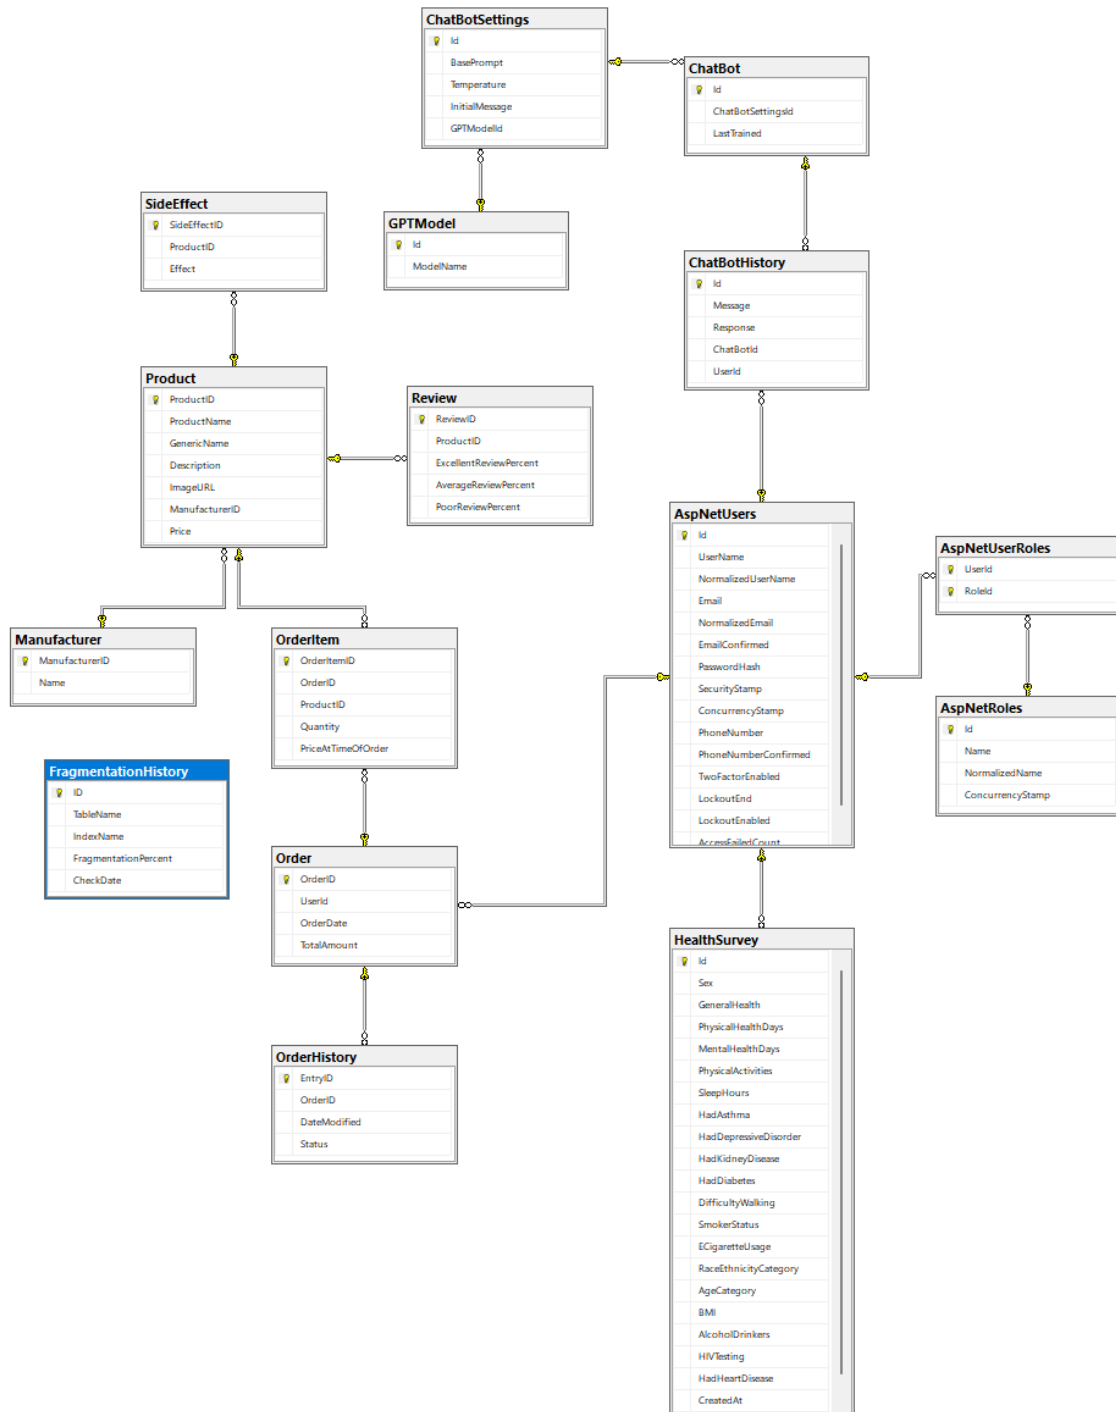 ChatBotSettings
Id
BasePrompt
Temperature
InitialMessage
GPTModelId
ChatBot
Id
ChatBotSettingsId
LastTrained
SideEffect
SideEffectID
ProductID
Effect
GPTModel
Id
ModelName
ChatBotHistory
Id
Message
Response
ChatBotId
UserId
Product
ProductID
ProductName
GenericName
Description
ImageURL
ManufacturerID
Price
Review
ReviewID
ProductID
ExcellentReviewPercent
AverageReviewPercent
PoorReviewPercent
AspNetUsers
Id
UserName
NormalizedUserName
Email
NormalizedEmail
EmailConfirmed
PasswordHash
SecurityStamp
ConcurrencyStamp
PhoneNumber
PhoneNumberConfirmed
TwoFactorEnabled
LockoutEnd
LockoutEnabled
AccessFailedCount
AspNetUserRoles
UserId
RoleId
Manufacturer
ManufacturerID
Name
OrderItem
OrderItemID
OrderID
ProductID
Quantity
PriceAtTimeOfOrder
AspNetRoles
Id
Name
NormalizedName
ConcurrencyStamp
FragmentationHistory
ID
TableName
IndexName
FragmentationPercent
CheckDate
Order
OrderID
UserId
OrderDate
TotalAmount
HealthSurvey
Id
Sex
GeneralHealth
PhysicalHealthDays
MentalHealthDays
PhysicalActivities
SleepHours
HadAsthma
HadDepressiveDisorder
HadKidneyDisease
HadDiabetes
DifficultyWalking
SmokerStatus
ECigaretteUsage
RaceEthnicityCategory
AgeCategory
BMI
AlcoholDrinkers
HIVTesting
HadHeartDisease
CreatedAt
OrderHistory
EntryID
OrderID
DateModified
Status